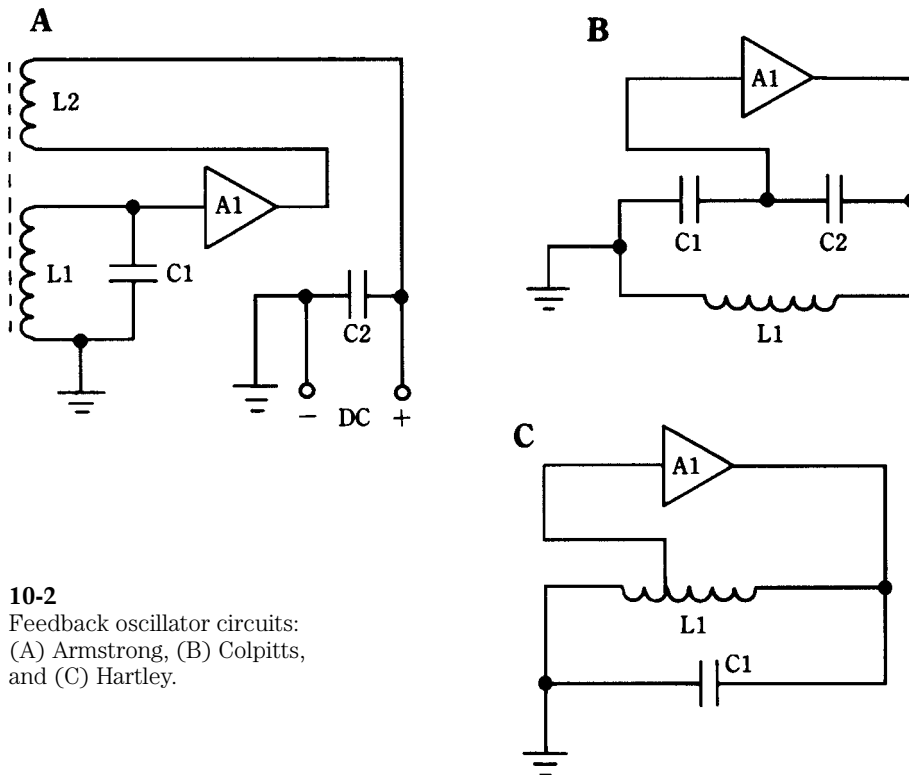 A
L2
A1
L1
C1
C2
− DC +
B
A1
C1
C2
L1
C
A1
L1
C1
10-2
Feedback oscillator circuits:
(A) Armstrong, (B) Colpitts,
and (C) Hartley.